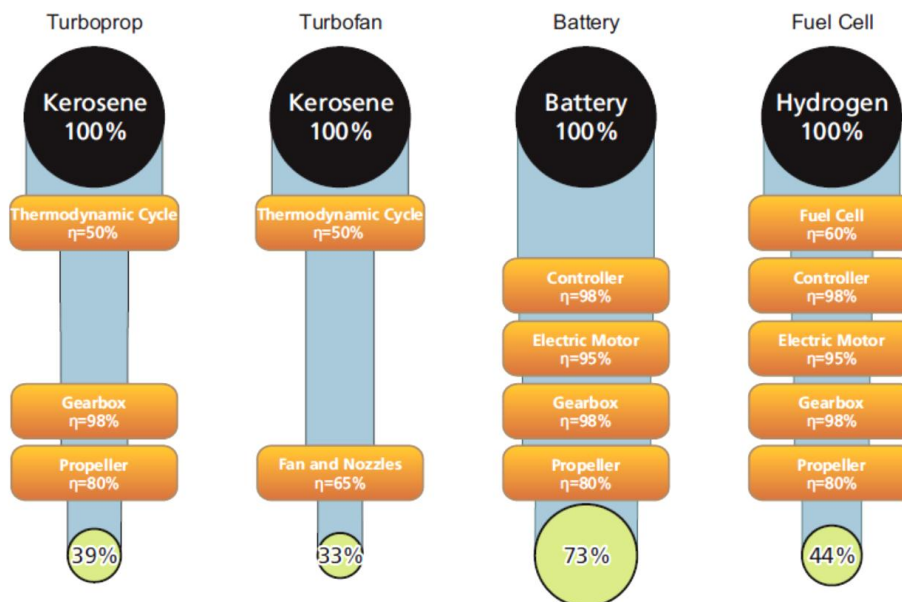 Turboprop
Kerosene
100%
Thermodynamic Cycle
η=50%
Gearbox
η=98%
Propeller
η=80%
39%
Turbofan
Kerosene
100%
Thermodynamic Cycle
η=50%
Fan and Nozzles
η=65%
33%
Battery
Battery
100%
Controller
η=98%
Electric Motor
η=95%
Gearbox
η=98%
Propeller
η=80%
73%
Fuel Cell
Hydrogen
100%
Fuel Cell
η=60%
Controller
η=98%
Electric Motor
η=95%
Gearbox
η=98%
Propeller
η=80%
44%